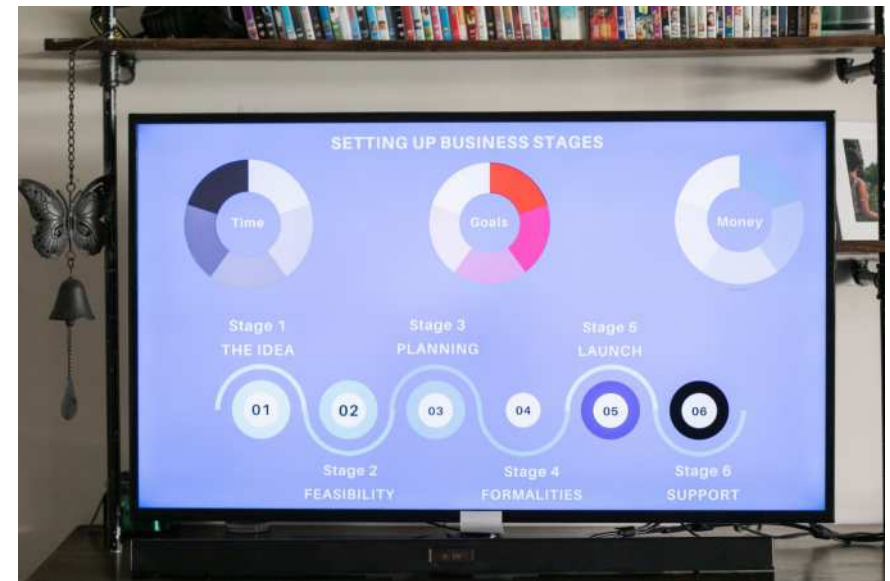 SETTING UP BUSINESS STAGES
Time
Goals
Money
Stage 1
THE IDEA
Stage 3
PLANNING
Stage 5
LAUNCH
01
02
03
04
05
06
Stage 2
FEASIBILITY
Stage 4
FORMALITIES
Stage 6
SUPPORT